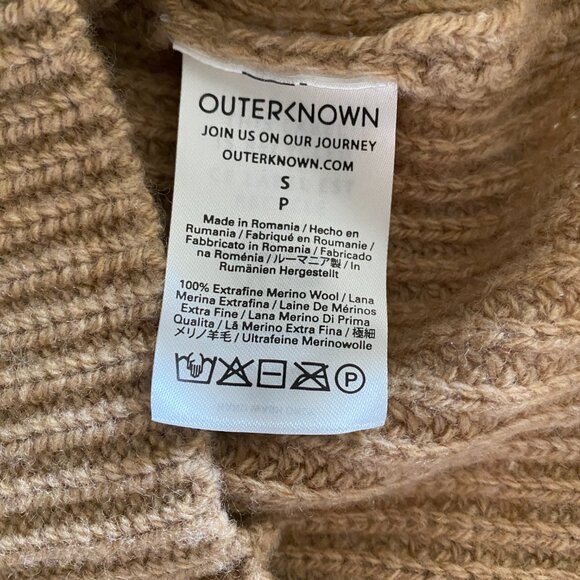 OUTERKNOWN
JOIN US ON OUR JOURNEY
OUTERKNOWN.COM
S
P
Made in Romania / Hecho en
Rumania / Fabriqué en Roumanie /
Fabbricato in Romania / Fabricado
na Roménia / ルーマニア製 / In
Rumänien Hergestellt
100% Extrafine Merino Wool / Lana
Merina Extrafina / Laine De Mérinos
Extra Fine / Lana Merino Di Prima
Qualita / Lã Merino Extra Fina / 極細
メリノ羊毛 / Ultrafeine Merinowolle
P